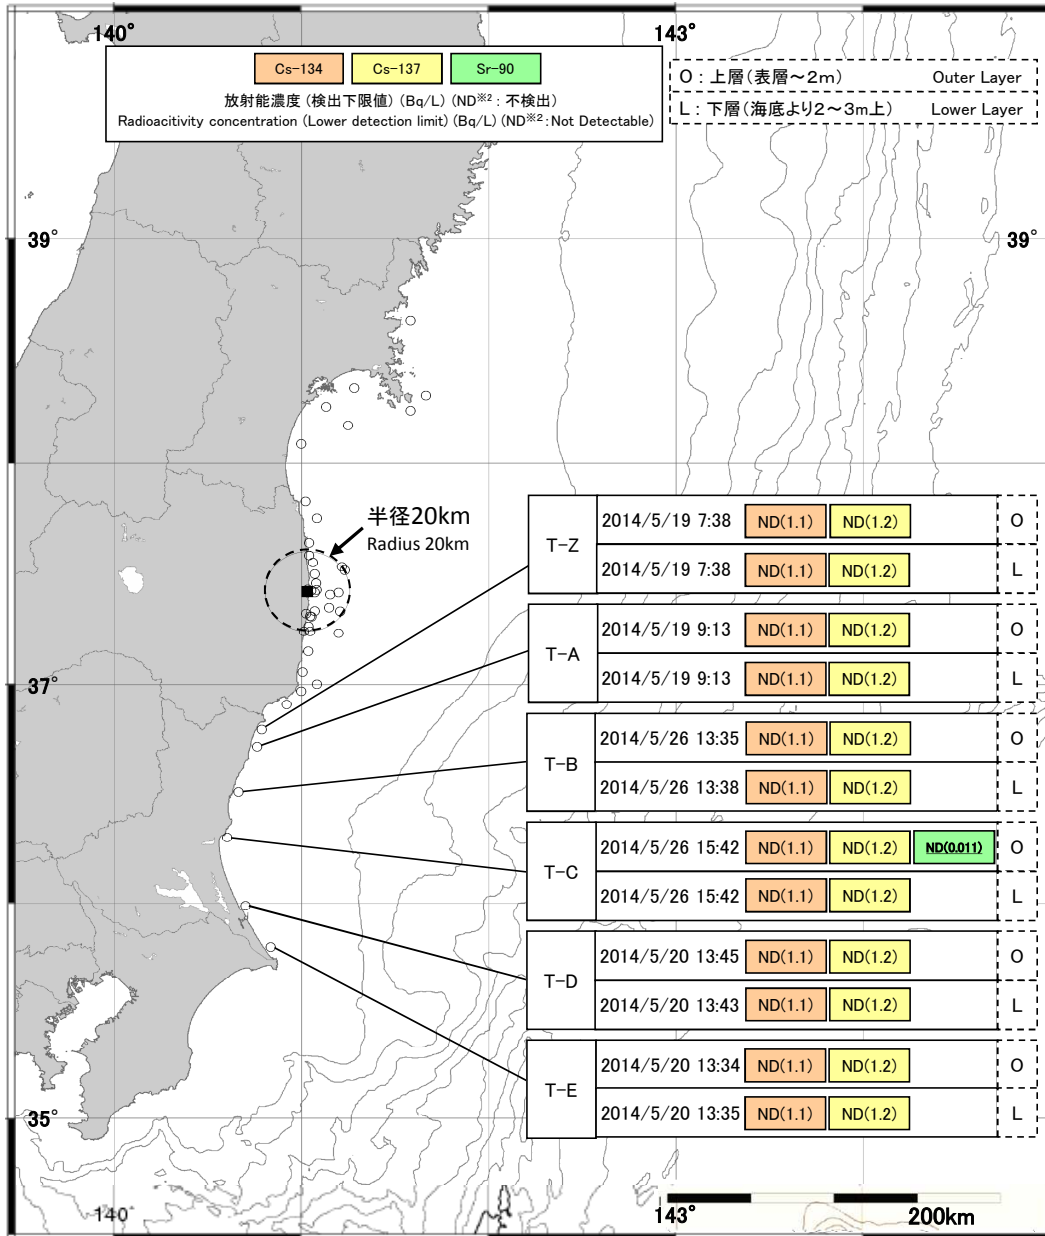 140°
143°
Cs-134
Cs-137
Sr-90
放射能濃度 (検出下限値) (Bq/L) (ND※2 : 不検出)
Radioacitivity concentration (Lower detection limit) (Bq/L) (ND※2 : Not Detectable)
O : 上層(表層～2m) Outer Layer
L : 下層(海底より2～3m上) Lower Layer
39°
39°
半径20km
Radius 20km
T-Z
2014/5/19 7:38 ND(1.1) ND(1.2) O
2014/5/19 7:38 ND(1.1) ND(1.2) L
T-A
2014/5/19 9:13 ND(1.1) ND(1.2) O
2014/5/19 9:13 ND(1.1) ND(1.2) L
37°
T-B
2014/5/26 13:35 ND(1.1) ND(1.2) O
2014/5/26 13:38 ND(1.1) ND(1.2) L
T-C
2014/5/26 15:42 ND(1.1) ND(1.2) ND(0.011) O
2014/5/26 15:42 ND(1.1) ND(1.2) L
T-D
2014/5/20 13:45 ND(1.1) ND(1.2) O
2014/5/20 13:43 ND(1.1) ND(1.2) L
T-E
2014/5/20 13:34 ND(1.1) ND(1.2) O
2014/5/20 13:35 ND(1.1) ND(1.2) L
35°
140°
143°
200km